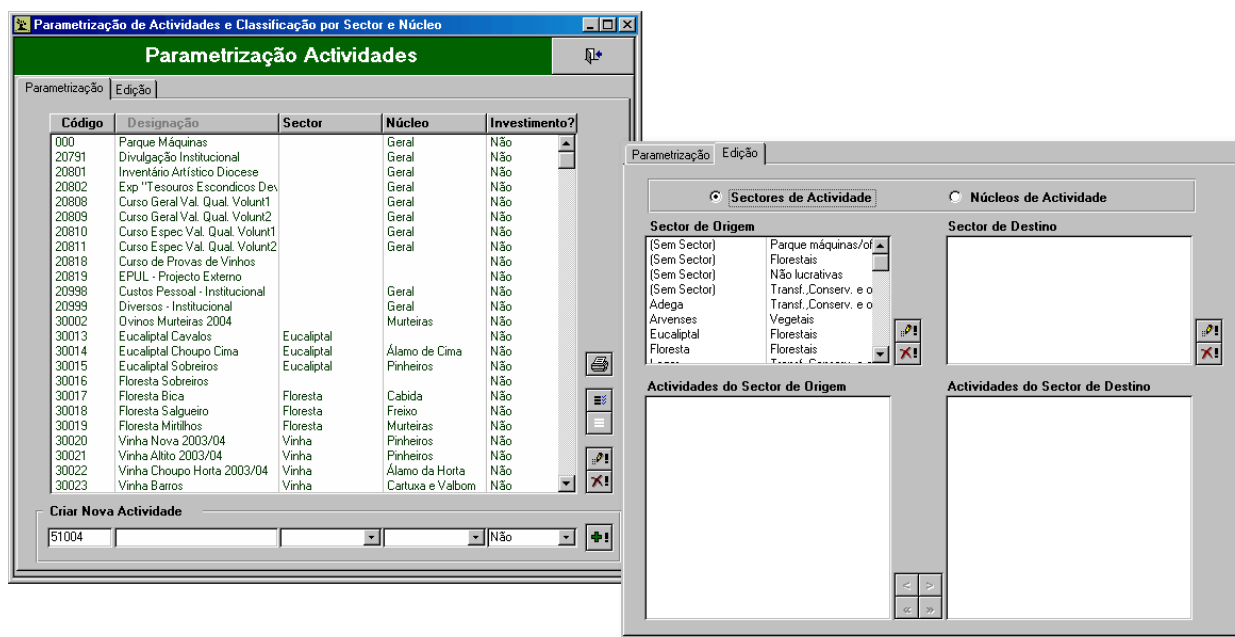 Parametrização de Actividades e Classificação por Sector e Núcleo
Parametrização Actividades
Parametrização Edição
Código Designação Sector Núcleo Investimento?
000 Parque Máquinas Geral Não
20791 Divulgação Institucional Geral Não
20801 Inventário Artístico Diocese Geral Não
20802 Exp "Tesouros Escondicos Dev Geral Não
20808 Curso Geral Val. Qual. Volunt1 Geral Não
20809 Curso Geral Val. Qual. Volunt2 Geral Não
20810 Curso Espec Val. Qual. Volunt1 Geral Não
20811 Curso Espec Val. Qual. Volunt2 Geral Não
20818 Curso de Provas de Vinhos Não
20819 EPUL - Projecto Externo Não
20998 Custos Pessoal - Institucional Geral Não
20999 Diversos - Institucional Geral Não
30002 Ovinos Murteiras 2004 Murteiras Não
30013 Eucaliptal Cavalos Eucaliptal Não
30014 Eucaliptal Choupo Cima Eucaliptal Álamo de Cima Não
30015 Eucaliptal Sobreiros Eucaliptal Pinheiros Não
30016 Floresta Sobreiros Não
30017 Floresta Bica Floresta Cabida Não
30018 Floresta Salgueiro Floresta Freixo Não
30019 Floresta Mirtilhos Floresta Murteiras Não
30020 Vinha Nova 2003/04 Vinha Pinheiros Não
30021 Vinha Altito 2003/04 Vinha Pinheiros Não
30022 Vinha Choupo Horta 2003/04 Vinha Álamo da Horta Não
30023 Vinha Barros Vinha Cartuxa e Valbom Não
Criar Nova Actividade
51004 Não
Parametrização Edição
Sectores de Actividade Núcleos de Actividade
Sector de Origem Sector de Destino
(Sem Sector) Parque máquinas/of
(Sem Sector) Florestais
(Sem Sector) Não lucrativas
(Sem Sector) Transf.,Conserv. e o
Adega Transf.,Conserv. e o
Arvenses Vegetais
Eucaliptal Florestais
Floresta Florestais
Actividades do Sector de Origem Actividades do Sector de Destino
< >
« »